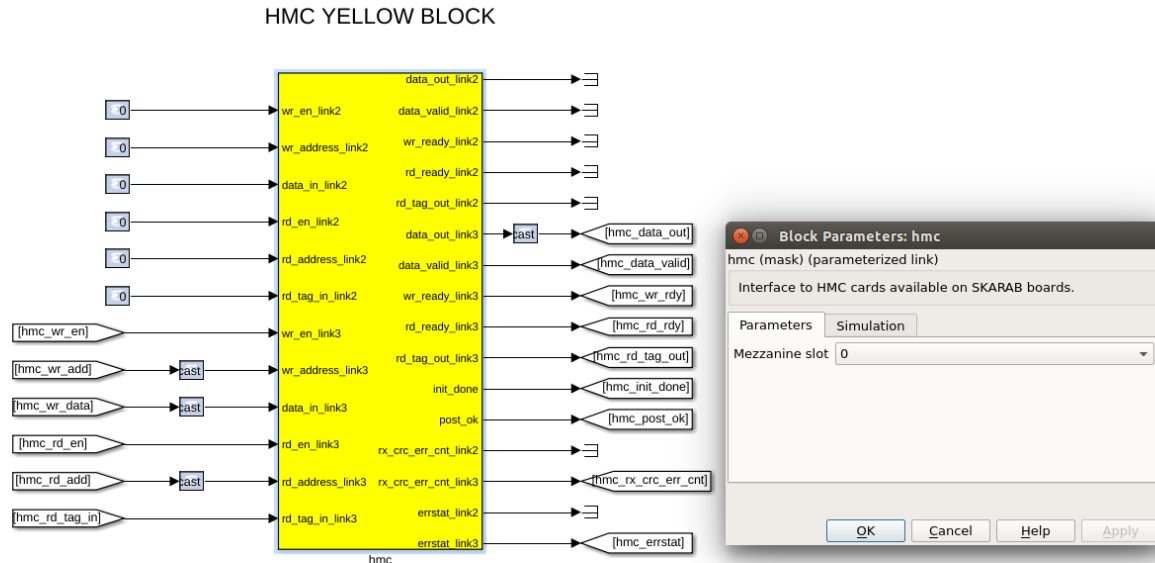 HMC YELLOW BLOCK
0
0
0
0
0
0
[hmc_wr_en]
[hmc_wr_add]
cast
[hmc_wr_data]
cast
[hmc_rd_en]
[hmc_rd_add]
cast
[hmc_rd_tag_in]
wr_en_link2
wr_address_link2
data_in_link2
rd_en_link2
rd_address_link2
rd_tag_in_link2
wr_en_link3
wr_address_link3
data_in_link3
rd_en_link3
rd_address_link3
rd_tag_in_link3
data_out_link2
data_valid_link2
wr_ready_link2
rd_ready_link2
rd_tag_out_link2
data_out_link3
data_valid_link3
wr_ready_link3
rd_ready_link3
rd_tag_out_link3
init_done
post_ok
rx_crc_err_cnt_link2
rx_crc_err_cnt_link3
errstat_link2
errstat_link3
hmc
cast
[hmc_data_out]
[hmc_data_valid]
[hmc_wr_rdy]
[hmc_rd_rdy]
[hmc_rd_tag_out]
[hmc_init_done]
[hmc_post_ok]
[hmc_rx_crc_err_cnt]
[hmc_errstat]
Block Parameters: hmc
hmc (mask) (parameterized link)
Interface to HMC cards available on SKARAB boards.
Parameters
Simulation
Mezzanine slot 0
OK
Cancel
Help
Apply